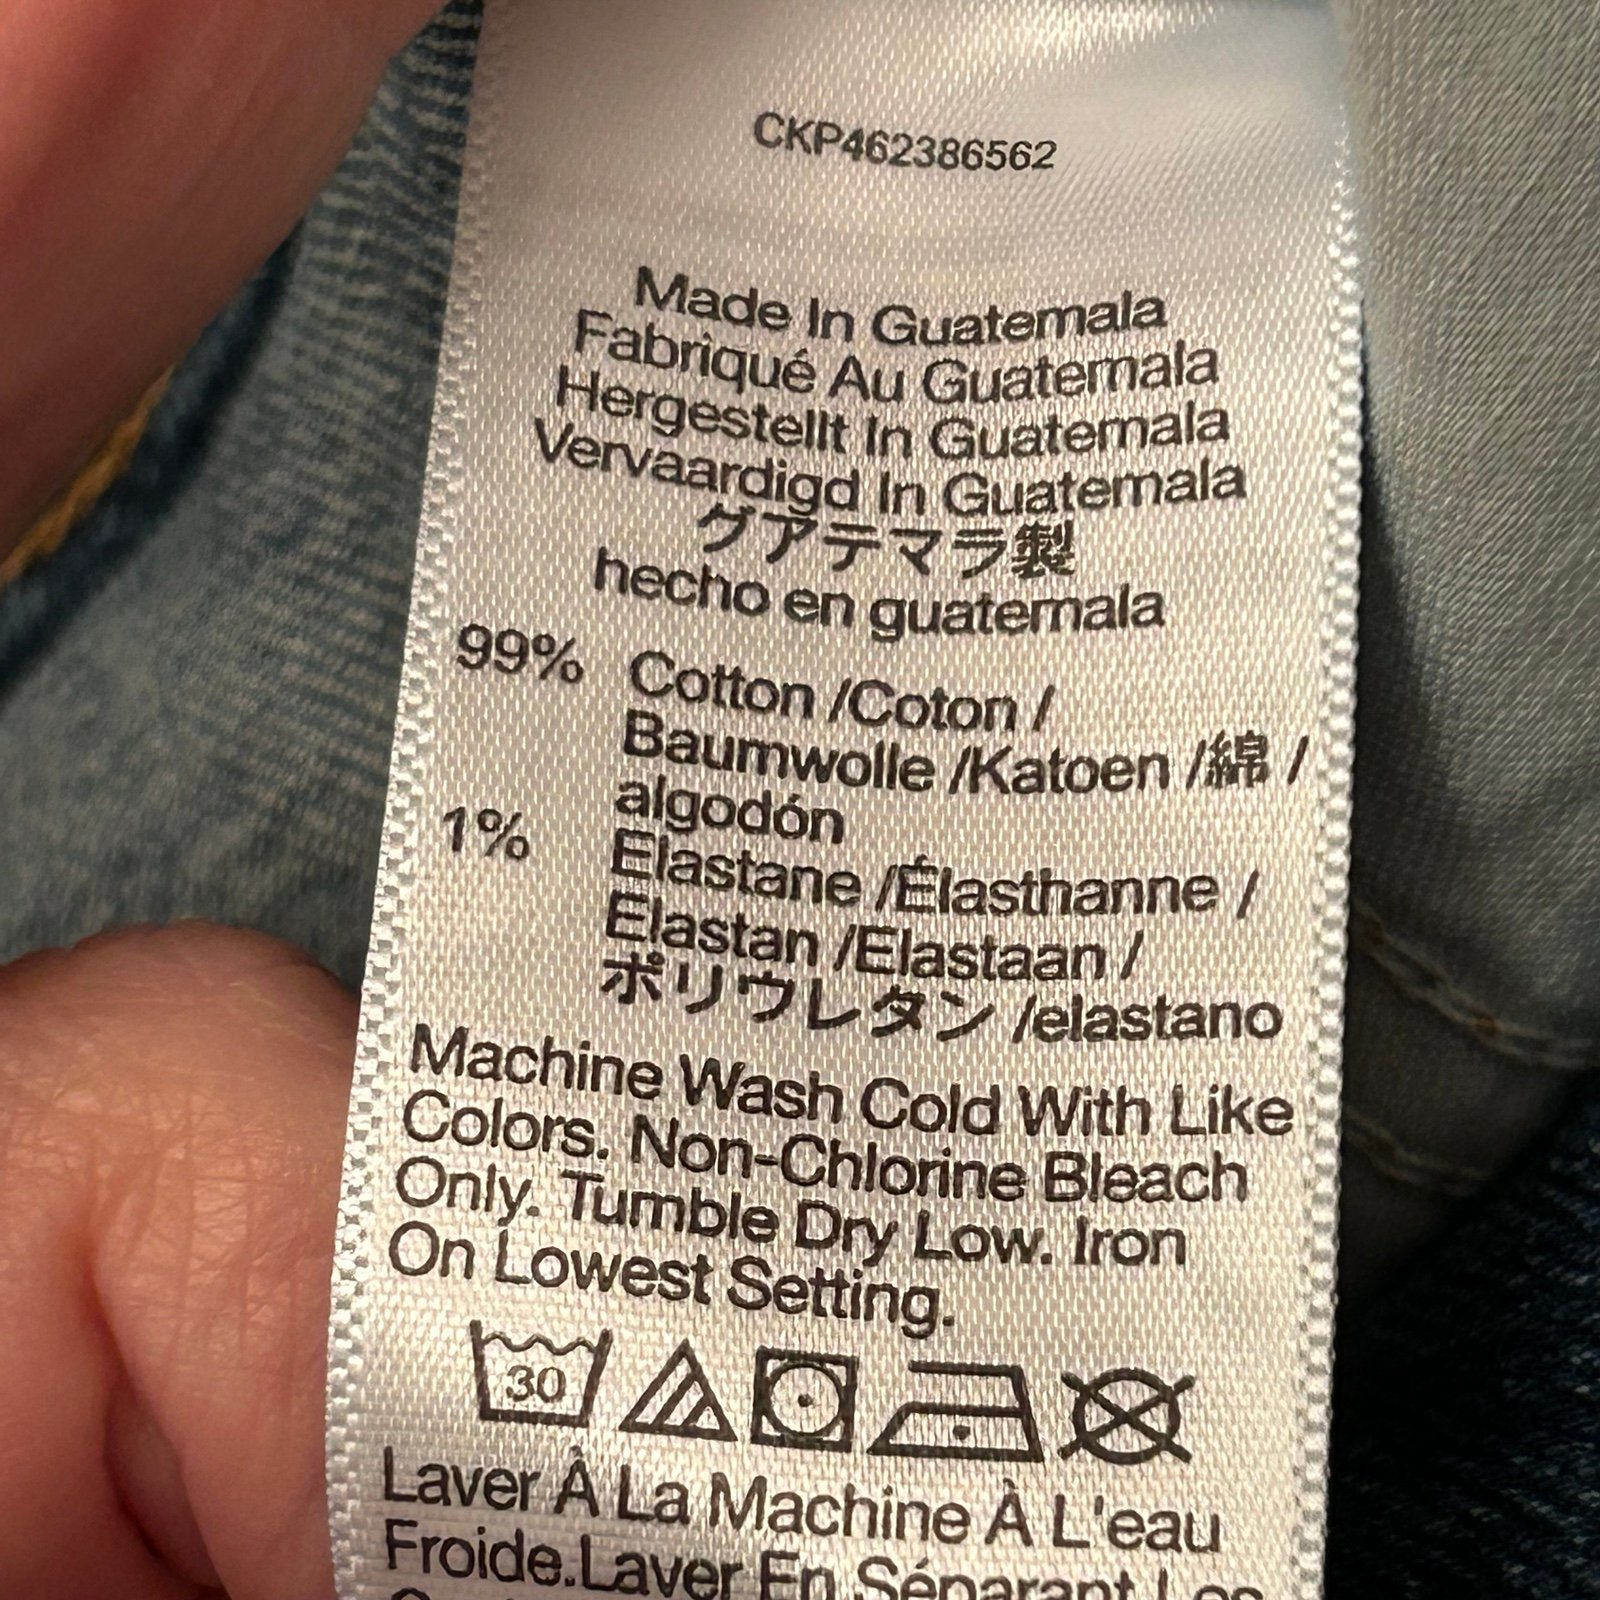 CKP462386562
Made In Guatemala
Fabriqué Au Guatemala
Hergestellt In Guatemala
Vervaardigd In Guatemala
グアテマラ製
hecho en guatemala
99% Cotton /Coton /
Baumwolle /Katoen /綿 /
algodón
1% Elastane /Élasthanne /
Elastan /Elastaan /
ポリウレタン /elastano
Machine Wash Cold With Like
Colors. Non-Chlorine Bleach
Only. Tumble Dry Low. Iron
On Lowest Setting.
30
Laver À La Machine À L'eau
Froide.Laver En Séparant Les